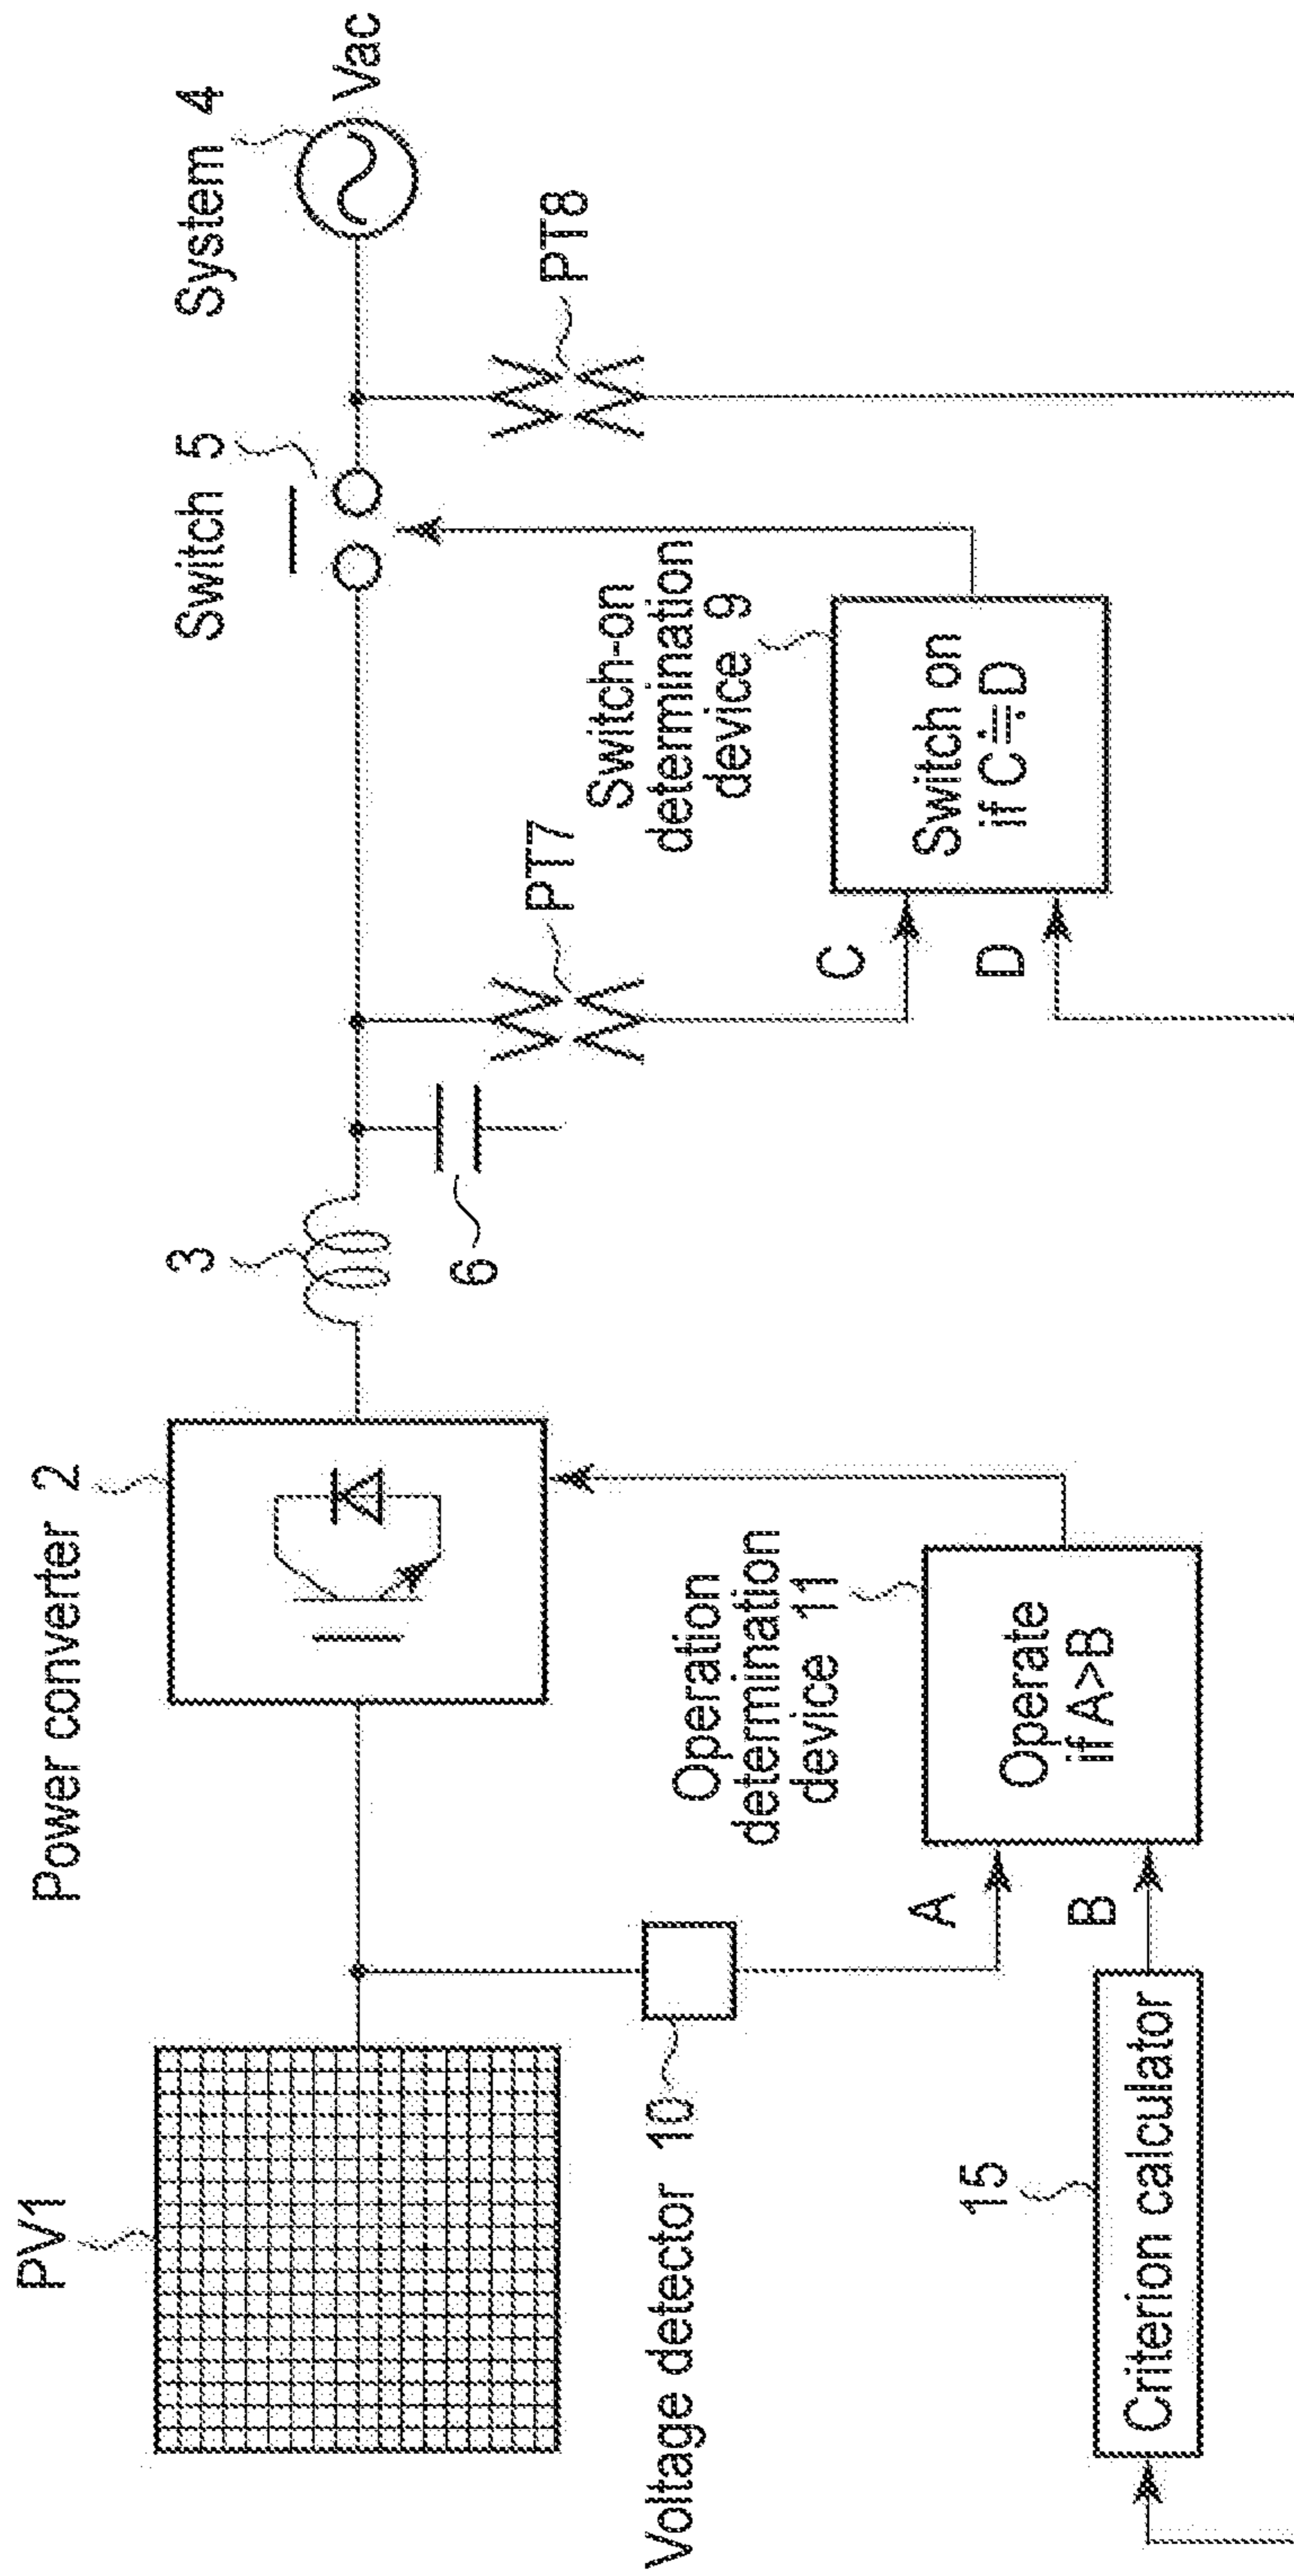 PV1
Power converter 2
3
Switch 5
System 4
Vac
6
PT7
PT8
Voltage detector 10
Operation
determination
device 11
Switch-on
determination
device 9
A
B
Operate
if A>B
C
D
Switch on
if C≒D
15
Criterion calculator